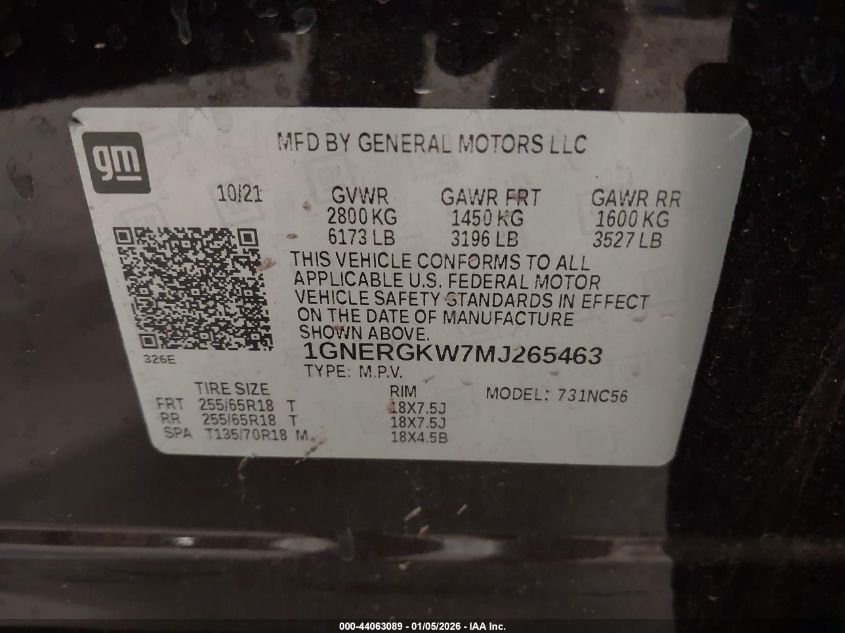 gm
MFD BY GENERAL MOTORS LLC
10/21 GVWR GAWR FRT GAWR RR
2800 KG 1450 KG 1600 KG
6173 LB 3196 LB 3527 LB
THIS VEHICLE CONFORMS TO ALL
APPLICABLE U.S. FEDERAL MOTOR
VEHICLE SAFETY STANDARDS IN EFFECT
ON THE DATE OF MANUFACTURE
SHOWN ABOVE.
326E
1GNERGKW7MJ265463
TYPE: M.P.V.
TIRE SIZE RIM MODEL: 731NC56
FRT 255/65R18 T 18X7.5J
RR 255/65R18 T 18X7.5J
SPA T135/70R18 M 18X4.5B
000-44063089 - 01/05/2026 - IAA Inc.